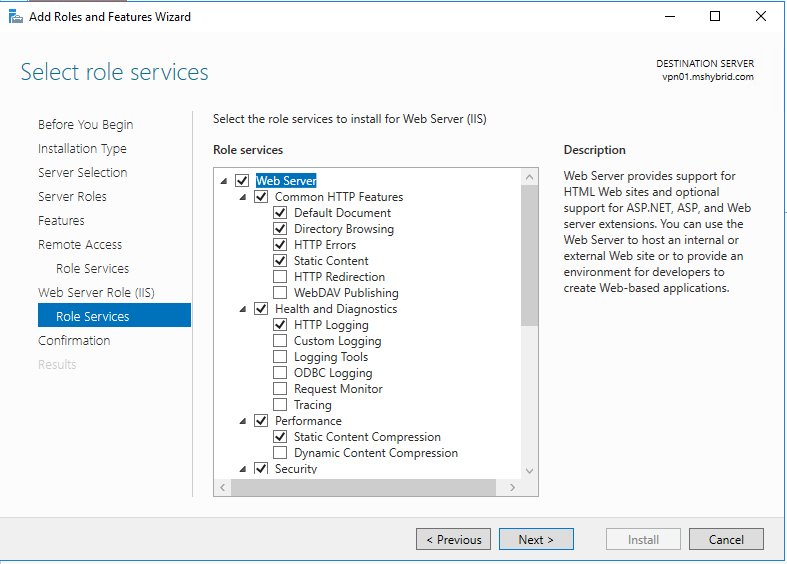 Add Roles and Features Wizard
Select role services
DESTINATION SERVER
vpn01.mshybrid.com
Before You Begin
Installation Type
Server Selection
Server Roles
Features
Remote Access
Role Services
Web Server Role (IIS)
Role Services
Confirmation
Results
Select the role services to install for Web Server (IIS)
Role services
Web Server
Common HTTP Features
Default Document
Directory Browsing
HTTP Errors
Static Content
HTTP Redirection
WebDAV Publishing
Health and Diagnostics
HTTP Logging
Custom Logging
Logging Tools
ODBC Logging
Request Monitor
Tracing
Performance
Static Content Compression
Dynamic Content Compression
Security
Description
Web Server provides support for
HTML Web sites and optional
support for ASP.NET, ASP, and Web
server extensions. You can use the
Web Server to host an internal or
external Web site or to provide an
environment for developers to
create Web-based applications.
< Previous
Next >
Install
Cancel